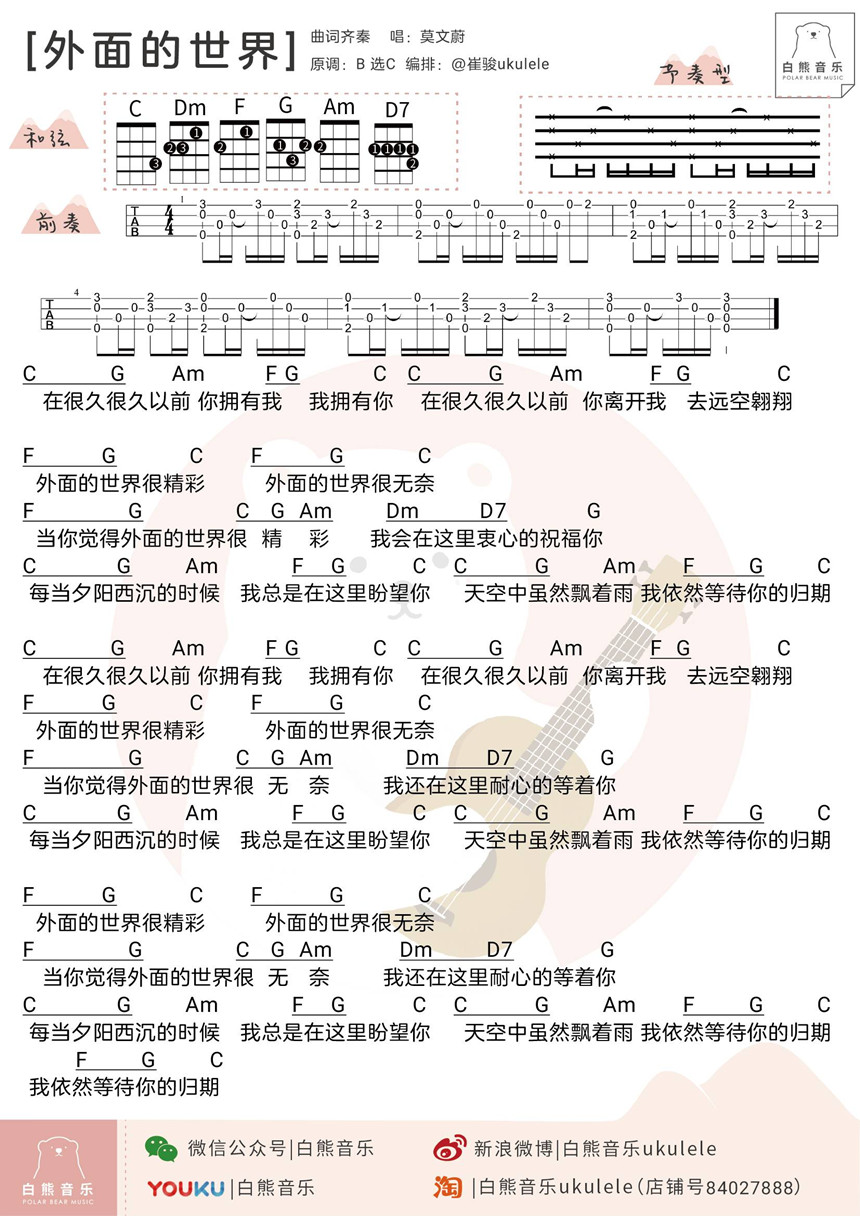 [外面的世界]
曲词齐秦 唱：莫文蔚
原调：B 选C 编排：@崔骏ukulele
白熊音乐
POLAR BEAR MUSIC
予奏型
和弦
C Dm F G Am D7
前奏
C G Am F G C C G Am F G C
在很久很久以前 你拥有我 我拥有你 在很久很久以前 你离开我 去远空翱翔
F G C F G C
外面的世界很精彩 外面的世界很无奈
F G C G Am Dm D7 G
当你觉得外面的世界很 精 彩 我会在这里衷心的祝福你
C G Am F G C C G Am F G C
每当夕阳西沉的时候 我总是在这里盼望你 天空中虽然飘着雨 我依然等待你的归期
C G Am F G C C G Am F G C
在很久很久以前 你拥有我 我拥有你 在很久很久以前 你离开我 去远空翱翔
F G C F G C
外面的世界很精彩 外面的世界很无奈
F G C G Am Dm D7 G
当你觉得外面的世界很 无 奈 我还在这里耐心的等着你
C G Am F G C C G Am F G C
每当夕阳西沉的时候 我总是在这里盼望你 天空中虽然飘着雨 我依然等待你的归期
F G C F G C
外面的世界很精彩 外面的世界很无奈
F G C G Am Dm D7 G
当你觉得外面的世界很 无 奈 我还在这里耐心的等着你
C G Am F G C C G Am F G C
每当夕阳西沉的时候 我总是在这里盼望你 天空中虽然飘着雨 我依然等待你的归期
F G C
我依然等待你的归期
白熊音乐
POLAR BEAR MUSIC
微信公众号|白熊音乐
新浪微博|白熊音乐ukulele
YOUKU|白熊音乐
淘|白熊音乐ukulele(店铺号84027888)